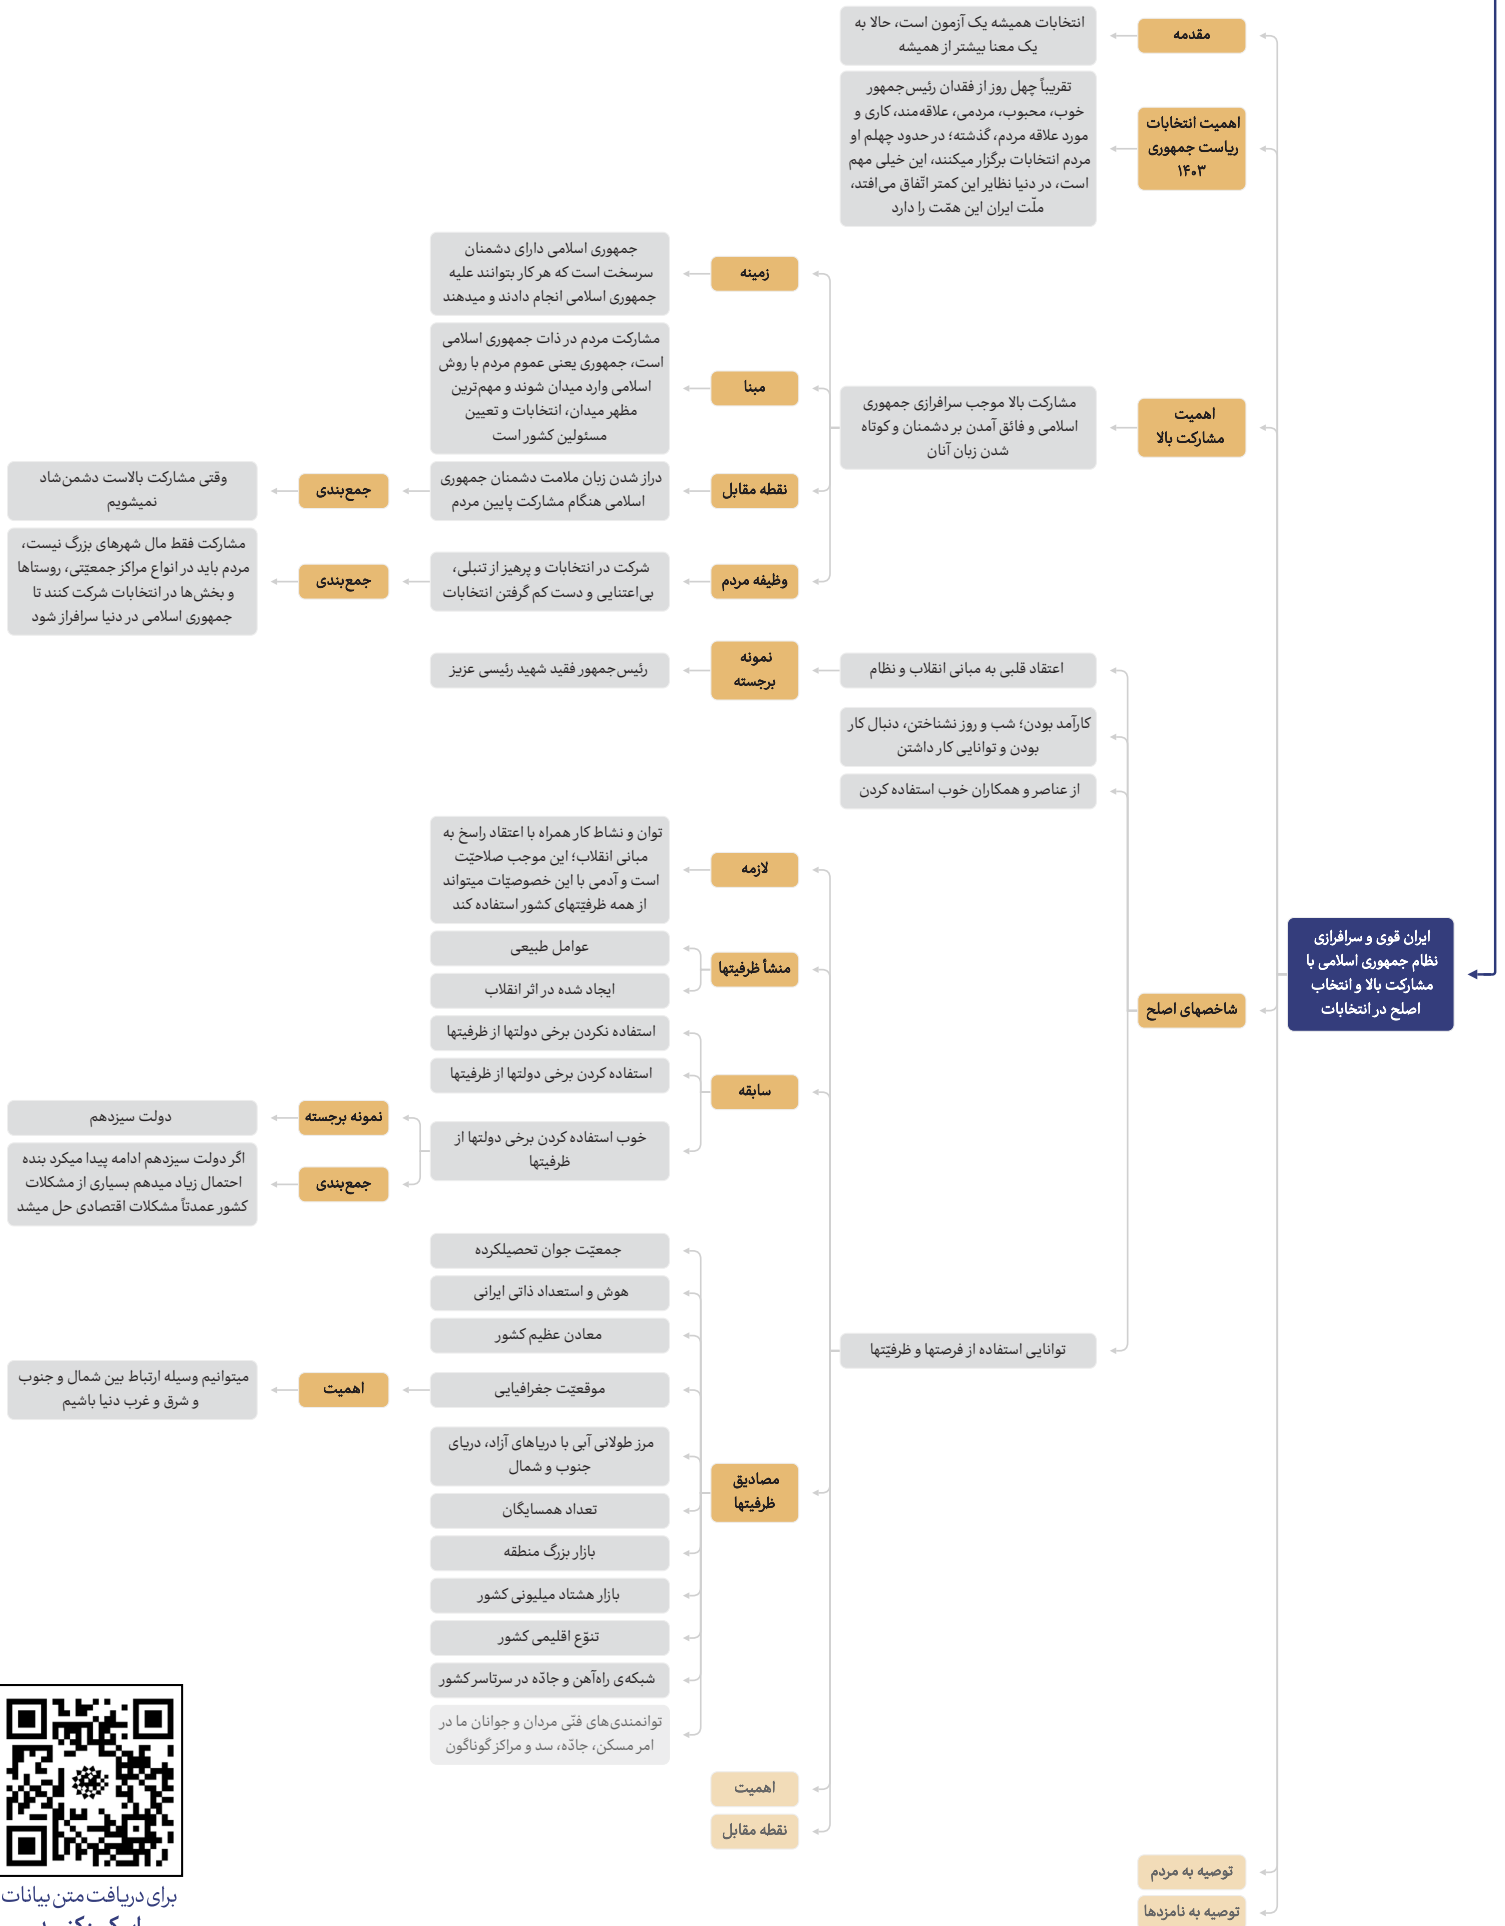 ایران قوی و سرافرازی
نظام جمهوری اسلامی با
مشارکت بالا و انتخاب
اصلح در انتخابات
مقدمه
انتخابات همیشه یک آزمون است، حالا به
یک معنا بیشتر از همیشه
اهمیت انتخابات
ریاست جمهوری
۱۴۰۳
تقریباً چهل روز از فقدان رئیس‌جمهور
خوب، محبوب، مردمی، علاقه‌مند، کاری و
مورد علاقه مردم، گذشته؛ در حدود چهلم او
مردم انتخابات برگزار میکنند، این خیلی مهم
است، در دنیا نظایر این کمتر اتّفاق می‌افتد،
ملّت ایران این همّت را دارد
اهمیت
مشارکت بالا
مشارکت بالا موجب سرافرازی جمهوری
اسلامی و فائق آمدن بر دشمنان و کوتاه
شدن زبان آنان
زمینه
جمهوری اسلامی دارای دشمنان
سرسخت است که هر کار بتوانند علیه
جمهوری اسلامی انجام دادند و میدهند
مبنا
مشارکت مردم در ذات جمهوری اسلامی
است، جمهوری یعنی عموم مردم با روش
اسلامی وارد میدان شوند و مهم‌ترین
مظهر میدان، انتخابات و تعیین
مسئولین کشور است
نقطه مقابل
دراز شدن زبان ملامت دشمنان جمهوری
اسلامی هنگام مشارکت پایین مردم
جمع‌بندی
وقتی مشارکت بالاست دشمن‌شاد
نمیشویم
وظیفه مردم
شرکت در انتخابات و پرهیز از تنبلی،
بی‌اعتنایی و دست کم گرفتن انتخابات
جمع‌بندی
مشارکت فقط مال شهرهای بزرگ نیست،
مردم باید در انواع مراکز جمعیّتی، روستاها
و بخش‌ها در انتخابات شرکت کنند تا
جمهوری اسلامی در دنیا سرافراز شود
شاخصهای اصلح
اعتقاد قلبی به مبانی انقلاب و نظام
نمونه
برجسته
رئیس‌جمهور فقید شهید رئیسی عزیز
کارآمد بودن؛ شب و روز نشناختن، دنبال کار
بودن و توانایی کار داشتن
از عناصر و همکاران خوب استفاده کردن
توانایی استفاده از فرصتها و ظرفیّتها
لازمه
توان و نشاط کار همراه با اعتقاد راسخ به
مبانی انقلاب؛ این موجب صلاحیّت
است و آدمی با این خصوصیّات میتواند
از همه ظرفیّتهای کشور استفاده کند
منشأ ظرفیتها
عوامل طبیعی
ایجاد شده در اثر انقلاب
سابقه
استفاده نکردن برخی دولتها از ظرفیتها
استفاده کردن برخی دولتها از ظرفیتها
خوب استفاده کردن برخی دولتها از
ظرفیتها
نمونه برجسته
دولت سیزدهم
جمع‌بندی
اگر دولت سیزدهم ادامه پیدا میکرد بنده
احتمال زیاد میدهم بسیاری از مشکلات
کشور عمدتاً مشکلات اقتصادی حل میشد
مصادیق
ظرفیتها
جمعیّت جوان تحصیلکرده
هوش و استعداد ذاتی ایرانی
معادن عظیم کشور
موقعیّت جغرافیایی
اهمیت
میتوانیم وسیله ارتباط بین شمال و جنوب
و شرق و غرب دنیا باشیم
مرز طولانی آبی با دریاهای آزاد، دریای
جنوب و شمال
تعداد همسایگان
بازار بزرگ منطقه
بازار هشتاد میلیونی کشور
تنوّع اقلیمی کشور
شبکه‌ی راه‌آهن و جادّه در سرتاسر کشور
توانمندی‌های فنّی مردان و جوانان ما در
امر مسکن، جادّه، سد و مراکز گوناگون
اهمیت
نقطه مقابل
توصیه به مردم
توصیه به نامزدها
برای دریافت متن بیانات